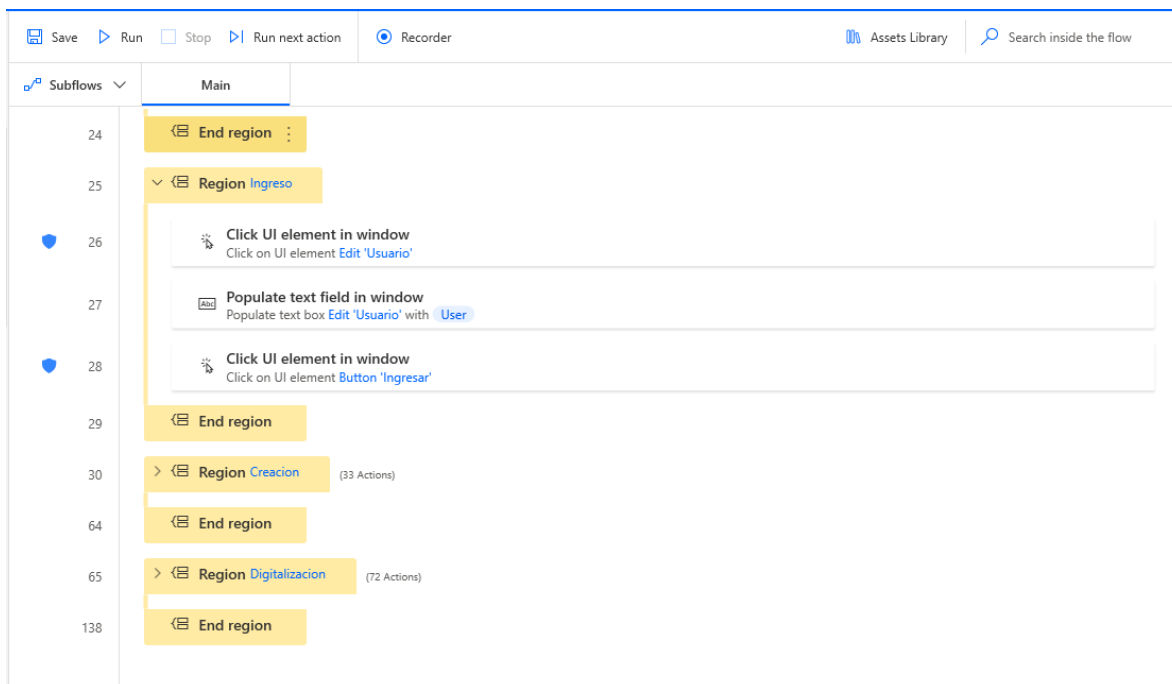 Save Run Stop Run next action Recorder Assets Library Search inside the flow
Subflows Main
24 End region
25 Region Ingreso
26 Click UI element in window
Click on UI element Edit 'Usuario'
27 Populate text field in window
Abc
Populate text box Edit 'Usuario' with User
28 Click UI element in window
Click on UI element Button 'Ingresar'
29 End region
30 Region Creacion (33 Actions)
64 End region
65 Region Digitalizacion (72 Actions)
138 End region